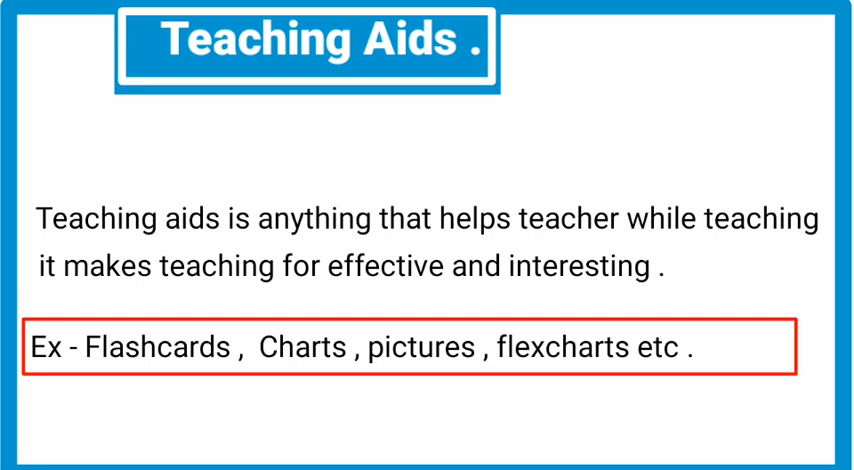 Teaching Aids .
Teaching aids is anything that helps teacher while teaching
it makes teaching for effective and interesting .
Ex - Flashcards , Charts , pictures , flexcharts etc .